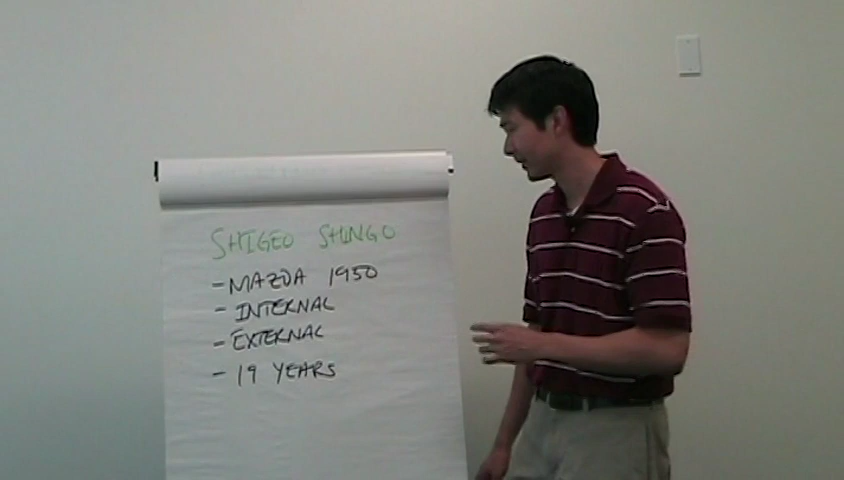 SHIGEO SHINGO
- MAZDA 1950
- INTERNAL
- EXTERNAL
- 19 YEARS